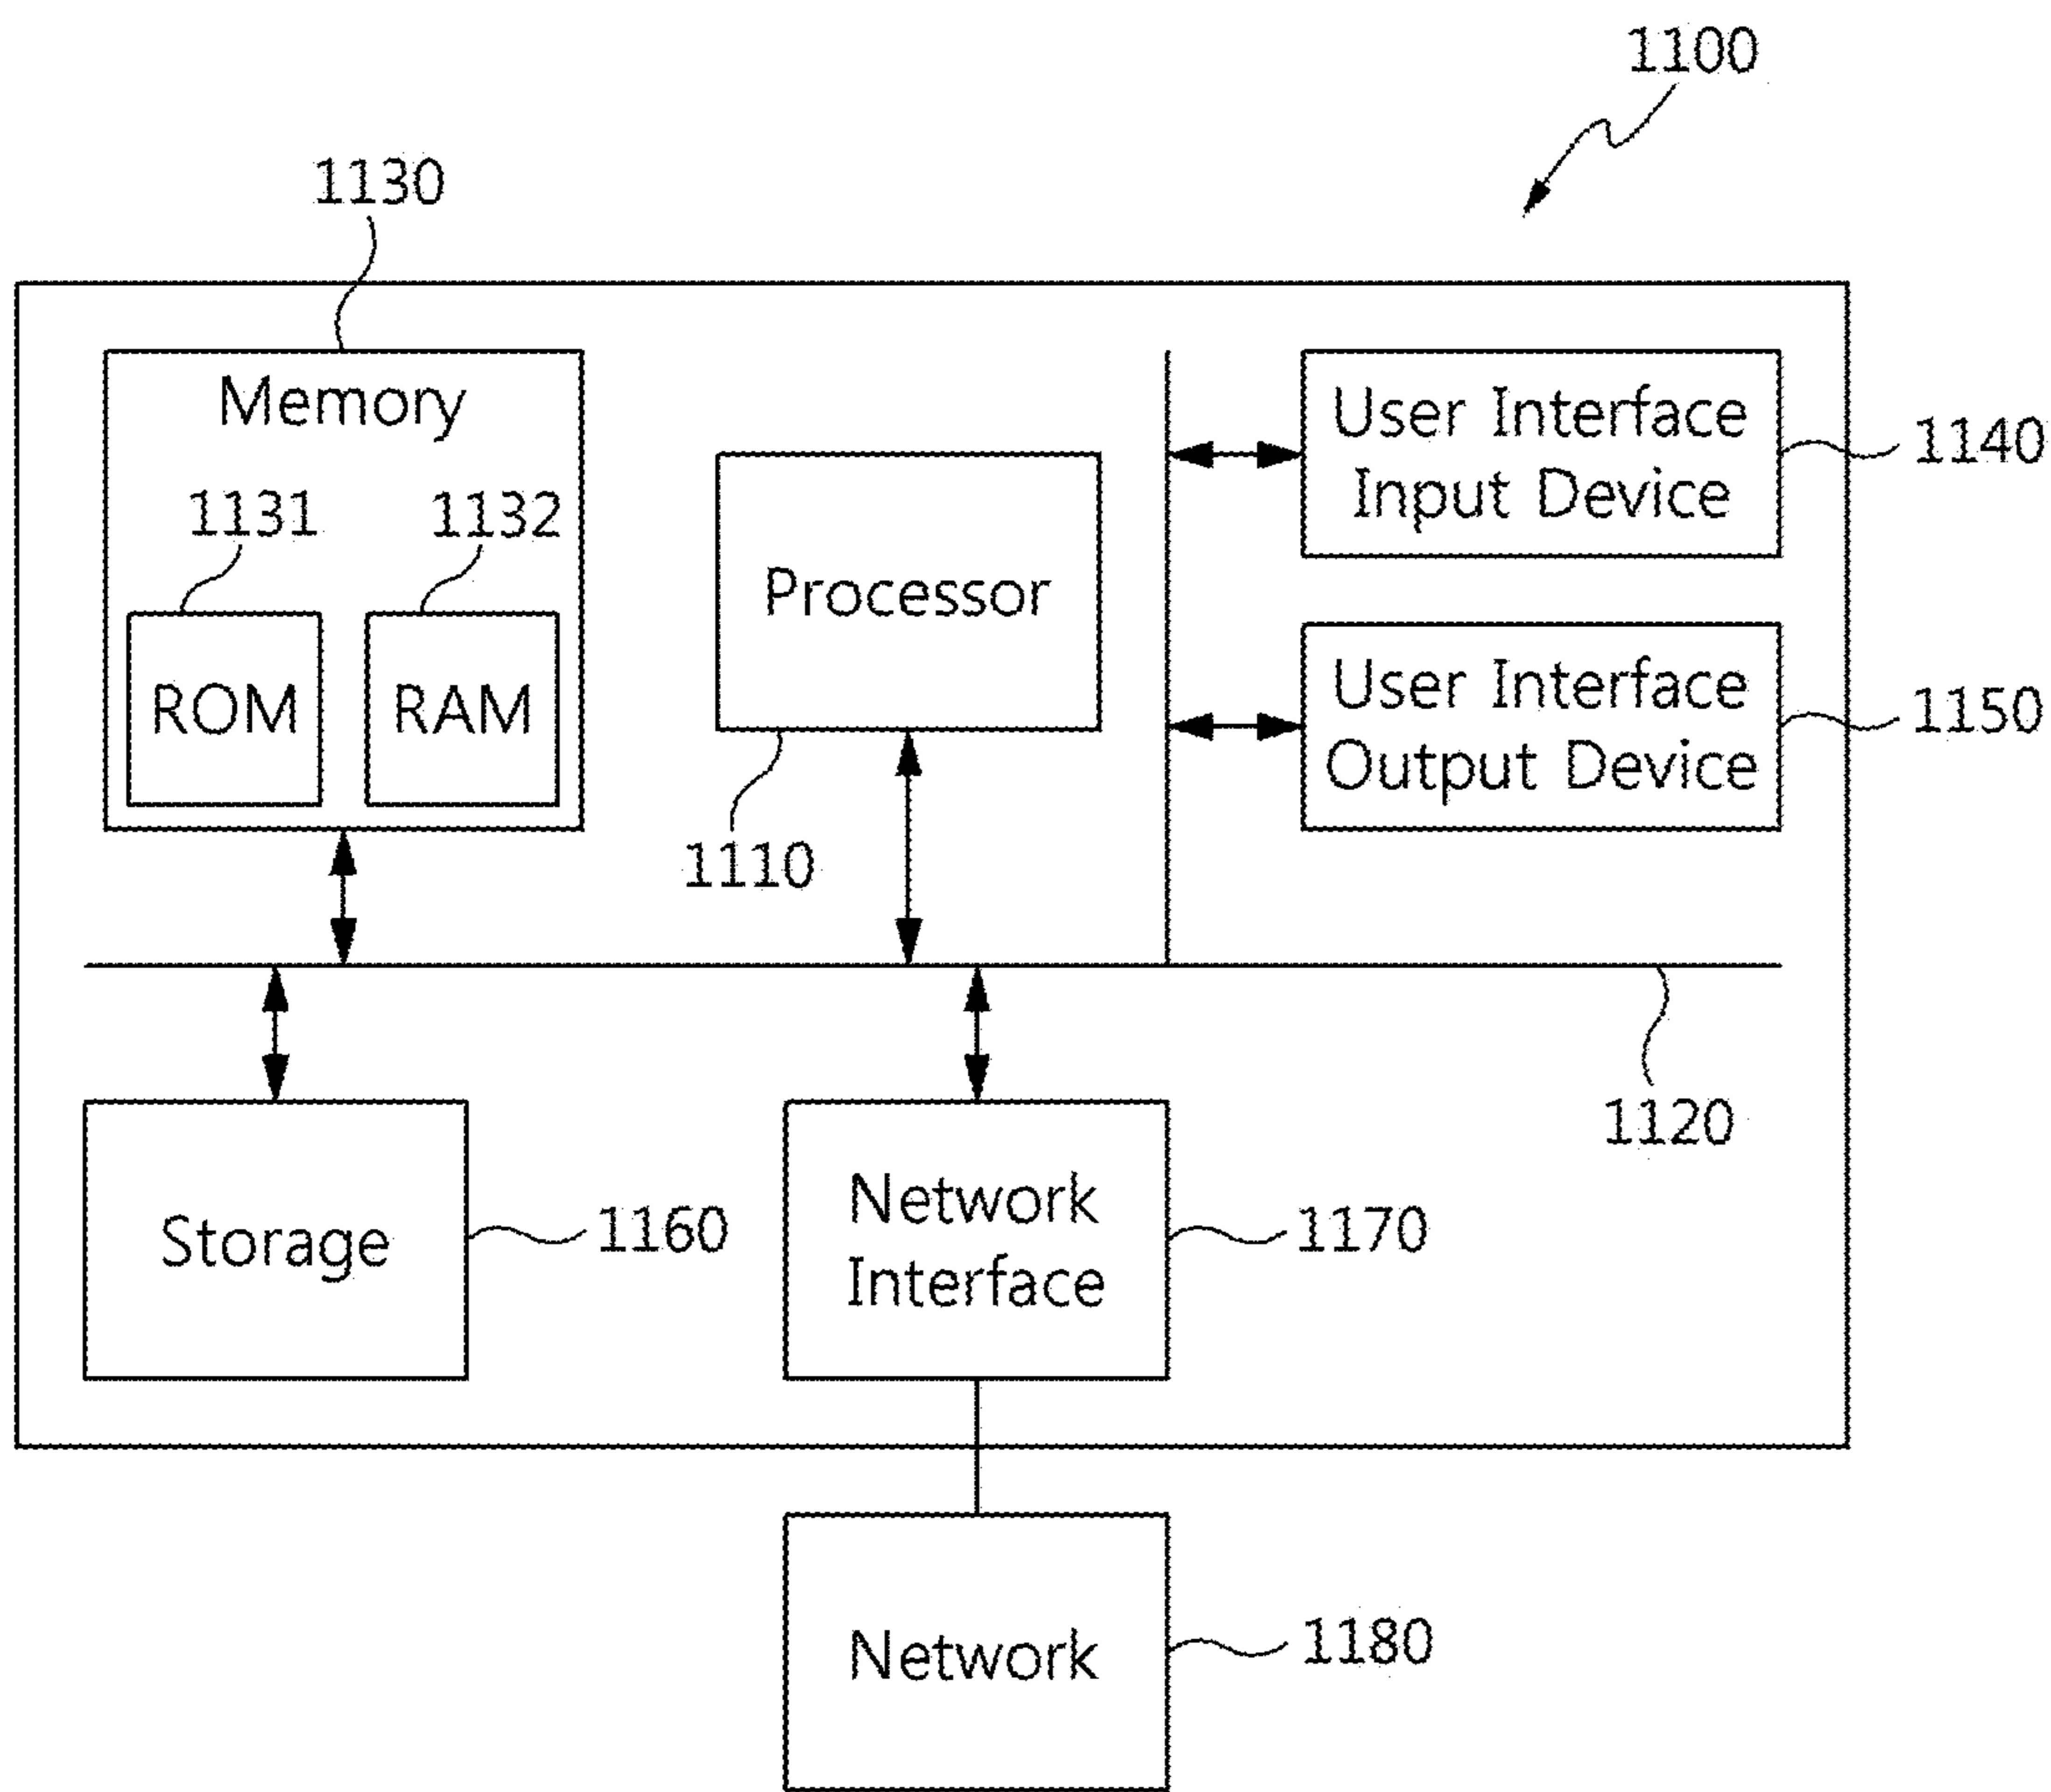 1100
1130
Memory
1131
1132
ROM
RAM
Processor
1110
User Interface
Input Device
1140
User Interface
Output Device
1150
1120
Storage
1160
Network
Interface
1170
Network
1180